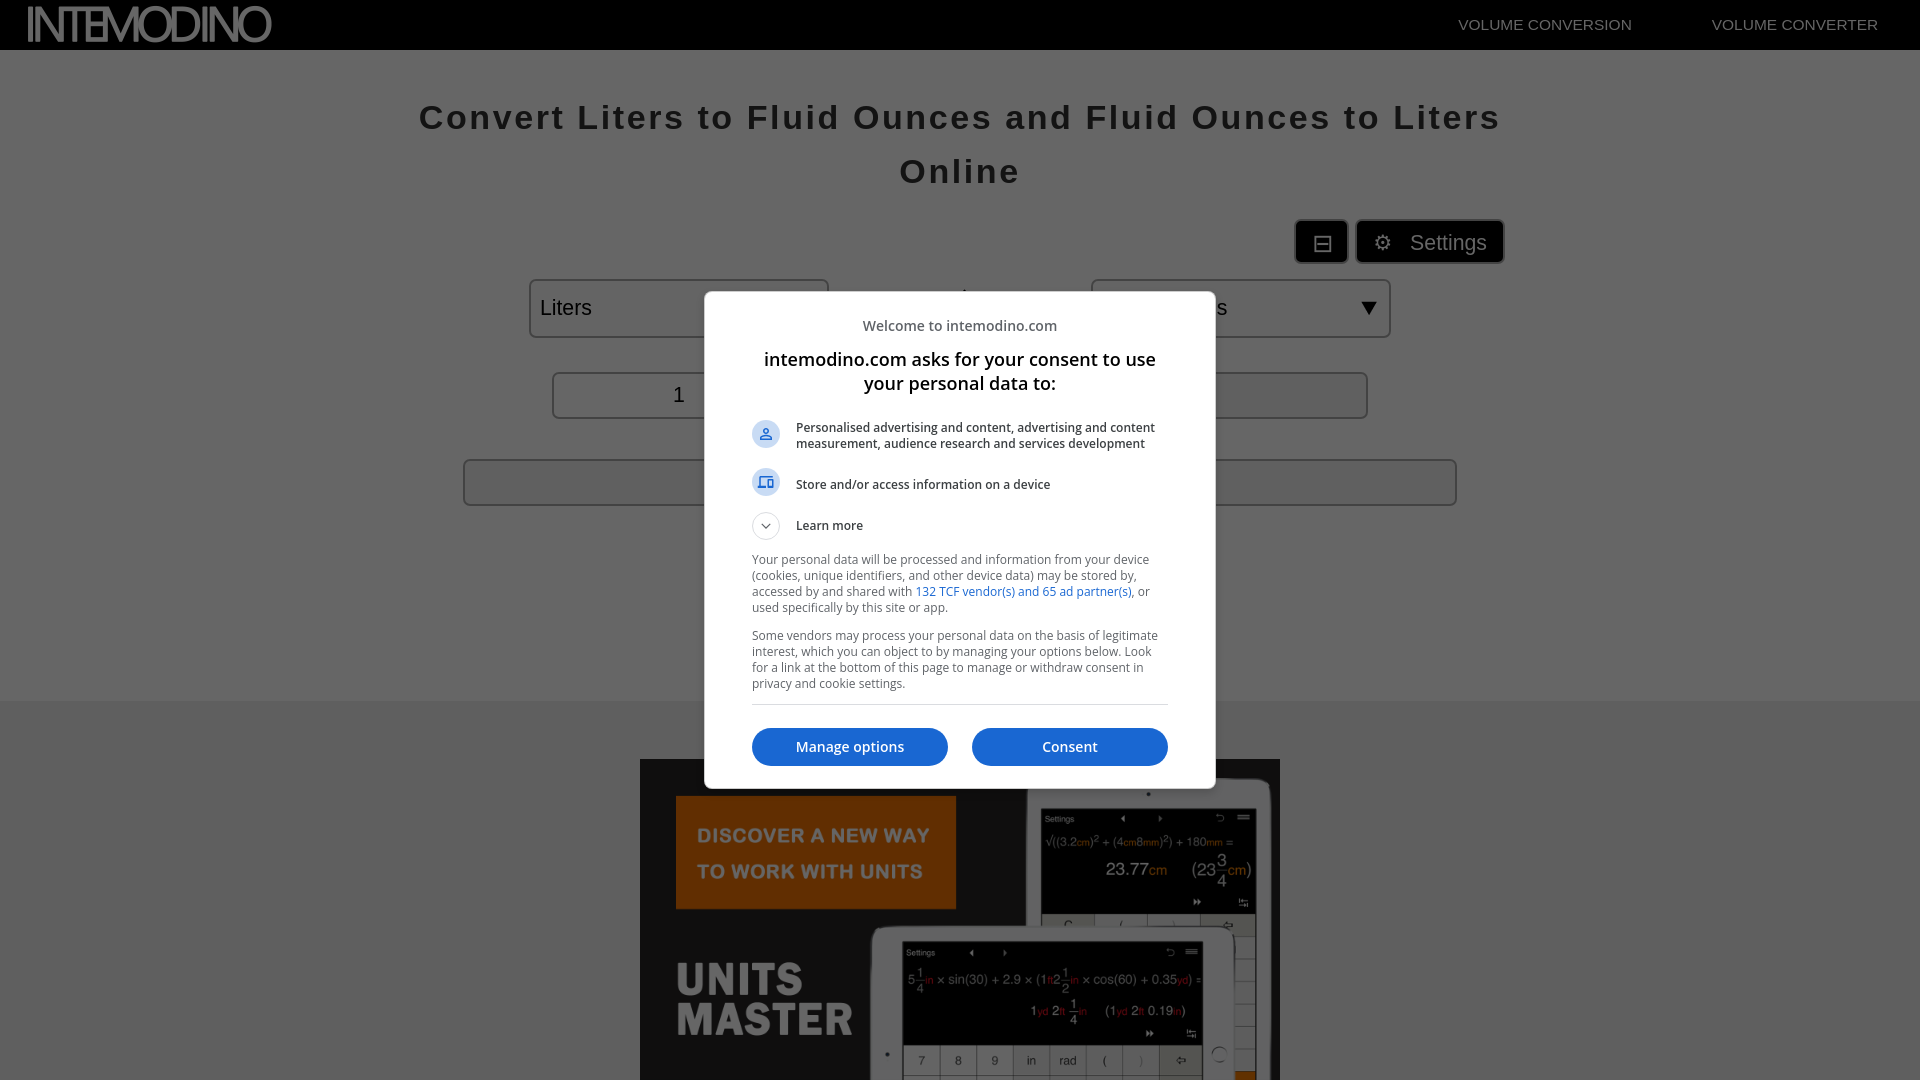 INTEMODINO
VOLUME CONVERSION
VOLUME CONVERTER
Convert Liters to Fluid Ounces and Fluid Ounces to Liters
Online
Settings
Liters
1
Welcome to intemodino.com
intemodino.com asks for your consent to use
your personal data to:
Personalised advertising and content, advertising and content
measurement, audience research and services development
Store and/or access information on a device
Learn more
Your personal data will be processed and information from your device
(cookies, unique identifiers, and other device data) may be stored by,
accessed by and shared with 132 TCF vendor(s) and 65 ad partner(s), or
used specifically by this site or app.
Some vendors may process your personal data on the basis of legitimate
interest, which you can object to by managing your options below. Look
for a link at the bottom of this page to manage or withdraw consent in
privacy and cookie settings.
Manage options
Consent
DISCOVER A NEW WAY
TO WORK WITH UNITS
Settings
√((3.2cm)² + (4cm8mm)²) + 180mm =
23.77cm (23 3/4 cm)
UNITS
MASTER
Settings
5 1/4 in × sin(30) + 2.9 × (1ft2 1/2 in × cos(60) + 0.35yd) =
1yd 2ft 1/4 in (1yd 2ft 0.19in)
7 8 9 in rad ( )